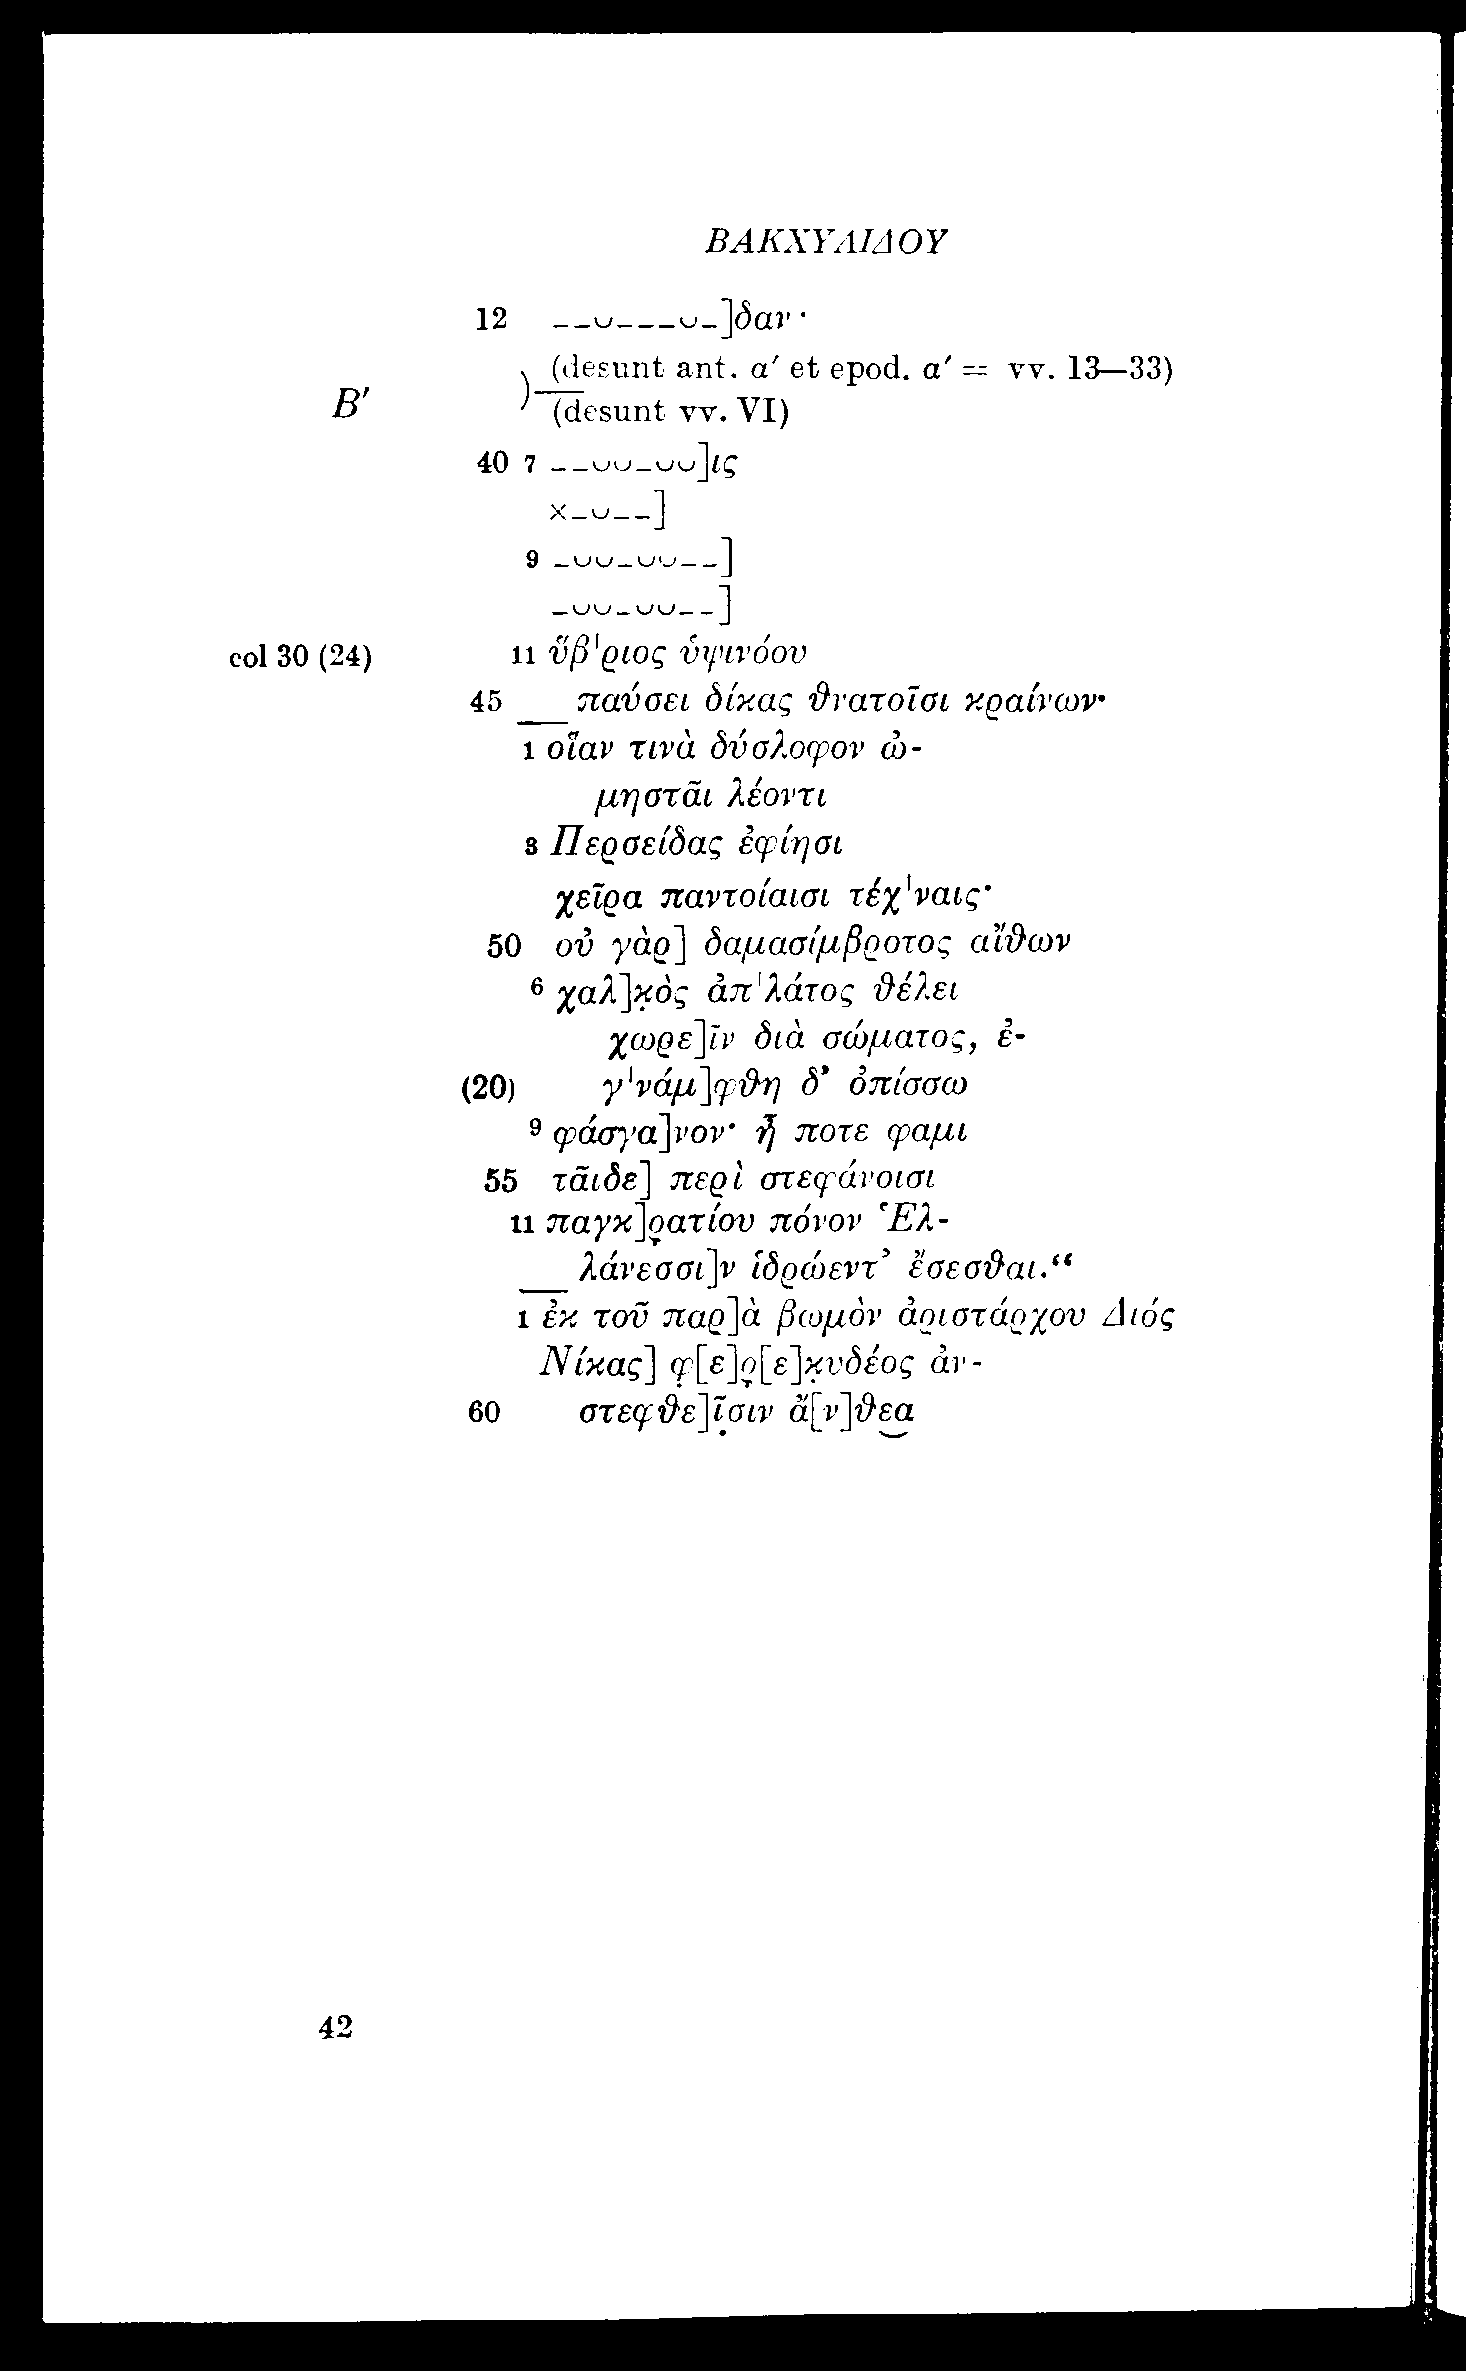 ΒΑΚΧΥΛΙΔΟΥ
12 ––⏑–––⏑–]δαν·
(desunt ant. α′ et epod. α′ = vv. 13—33)
Β′ (desunt vv. VI)
40 7 ––⏑⏑–⏑⏑]ις
×–⏑––]
9 –⏑⏑–⏑⏑––]
–⏑⏑–⏑⏑––]
col 30 (24) 11 ὕβ'ριος ὑψινόου
45 παύσει δίκας θνατοῖσι κραίνων·
1 οἵαν τινὰ δύσλοφον ὠ-
μηστᾶι λέοντι
3 Περσείδας ἐφίησι
χεῖρα παντοίαισι τέχ'ναις·
50 οὐ γὰρ] δαμασίμβροτος αἴθων
6 χαλ]κ̣ὸς ἀπ'λάτος θέλει
χωρε]ῖν διὰ σώματος, ἐ-
(20) γ'νάμ]φθη δ' ὀπίσσω
9 φάσγα]νον· ἦ ποτε φαμι
55 τᾶιδε] περὶ στεφάνοισι
11 παγκ]ρ̣ατίου πόνον Ἑλ-
λάνεσσι]ν ἱδρώεντ' ἔσεσθαι.“
1 ἐκ τοῦ παρ]ὰ βωμὸν ἀριστάρχου Διός
Νίκας] φ̣[ε]ρ̣[ε]κ̣υδέος ἀν-
60 στεφθε]ῖ̣σιν ἄ[ν]θε͜α
42